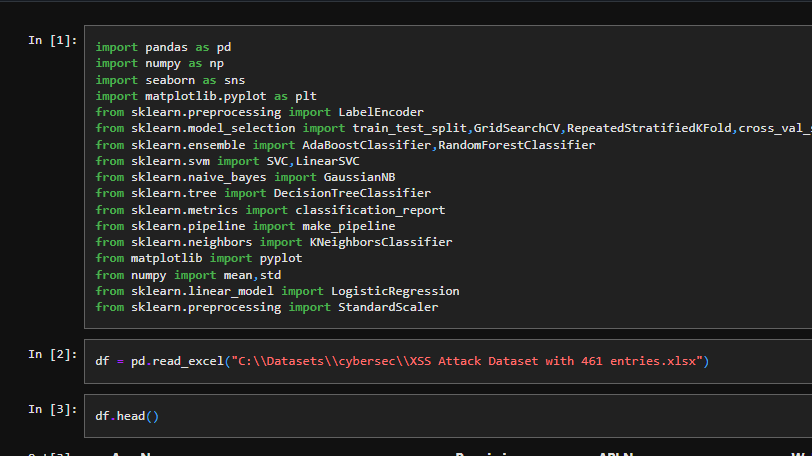 In [1]:
import pandas as pd
import numpy as np
import seaborn as sns
import matplotlib.pyplot as plt
from sklearn.preprocessing import LabelEncoder
from sklearn.model_selection import train_test_split,GridSearchCV,RepeatedStratifiedKFold,cross_val_
from sklearn.ensemble import AdaBoostClassifier,RandomForestClassifier
from sklearn.svm import SVC,LinearSVC
from sklearn.naive_bayes import GaussianNB
from sklearn.tree import DecisionTreeClassifier
from sklearn.metrics import classification_report
from sklearn.pipeline import make_pipeline
from sklearn.neighbors import KNeighborsClassifier
from matplotlib import pyplot
from numpy import mean,std
from sklearn.linear_model import LogisticRegression
from sklearn.preprocessing import StandardScaler
In [2]:
df = pd.read_excel("C:\\Datasets\\cybersec\\XSS Attack Dataset with 461 entries.xlsx")
In [3]:
df.head()